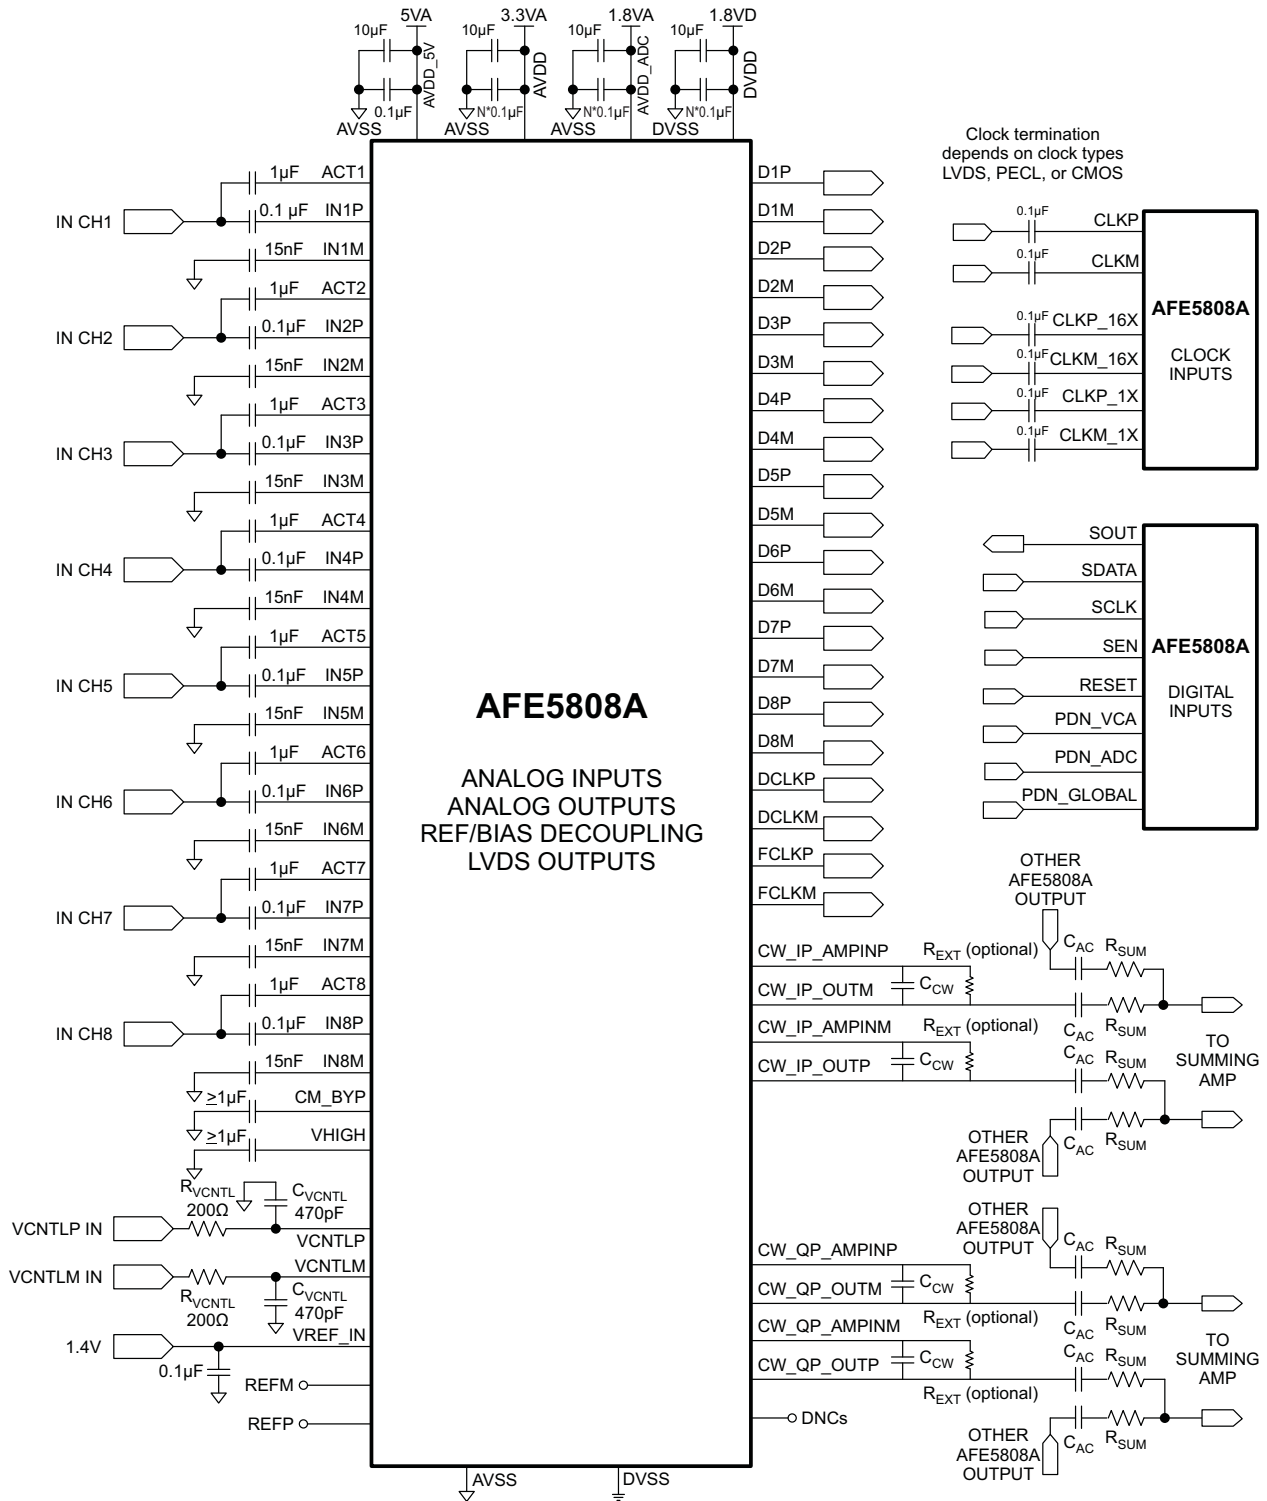 5VA
3.3VA
1.8VA
1.8VD
10µF
10µF
10µF
10µF
AVDD_5V
AVDD
AVDD_ADC
DVDD
0.1µF
N*0.1µF
N*0.1µF
N*0.1µF
AVSS
AVSS
AVSS
DVSS
IN CH1
1µF ACT1
0.1 µF IN1P
15nF IN1M
IN CH2
1µF ACT2
0.1µF IN2P
15nF IN2M
IN CH3
1µF ACT3
0.1µF IN3P
15nF IN3M
IN CH4
1µF ACT4
0.1µF IN4P
15nF IN4M
IN CH5
1µF ACT5
0.1µF IN5P
15nF IN5M
IN CH6
1µF ACT6
0.1µF IN6P
15nF IN6M
IN CH7
1µF ACT7
0.1µF IN7P
15nF IN7M
IN CH8
1µF ACT8
0.1µF IN8P
15nF IN8M
≥1µF CM_BYP
≥1µF VHIGH
RVCNTL
200Ω
CVCNTL
470pF
VCNTLP IN
VCNTLP
VCNTLM IN
VCNTLM
RVCNTL
200Ω
CVCNTL
470pF
1.4V
VREF_IN
0.1µF
REFM
REFP
AFE5808A
ANALOG INPUTS
ANALOG OUTPUTS
REF/BIAS DECOUPLING
LVDS OUTPUTS
AVSS
DVSS
D1P
D1M
D2P
D2M
D3P
D3M
D4P
D4M
D5P
D5M
D6P
D6M
D7P
D7M
D8P
D8M
DCLKP
DCLKM
FCLKP
FCLKM
CW_IP_AMPINP
REXT (optional)
CCW
CW_IP_OUTM
CW_IP_AMPINM
REXT (optional)
CCW
CW_IP_OUTP
OTHER
AFE5808A
OUTPUT
CAC RSUM
CAC RSUM
CAC RSUM
CAC RSUM
TO
SUMMING
AMP
OTHER
AFE5808A
OUTPUT
CW_QP_AMPINP
CCW
CW_QP_OUTM
REXT (optional)
CW_QP_AMPINM
CCW
CW_QP_OUTP
REXT (optional)
DNCs
OTHER
AFE5808A
OUTPUT
CAC RSUM
CAC RSUM
CAC RSUM
CAC RSUM
TO
SUMMING
AMP
OTHER
AFE5808A
OUTPUT
Clock termination
depends on clock types
LVDS, PECL, or CMOS
0.1µF CLKP
0.1µF CLKM
0.1µF CLKP_16X
0.1µF CLKM_16X
0.1µF CLKP_1X
0.1µF CLKM_1X
AFE5808A
CLOCK
INPUTS
SOUT
SDATA
SCLK
SEN
RESET
PDN_VCA
PDN_ADC
PDN_GLOBAL
AFE5808A
DIGITAL
INPUTS